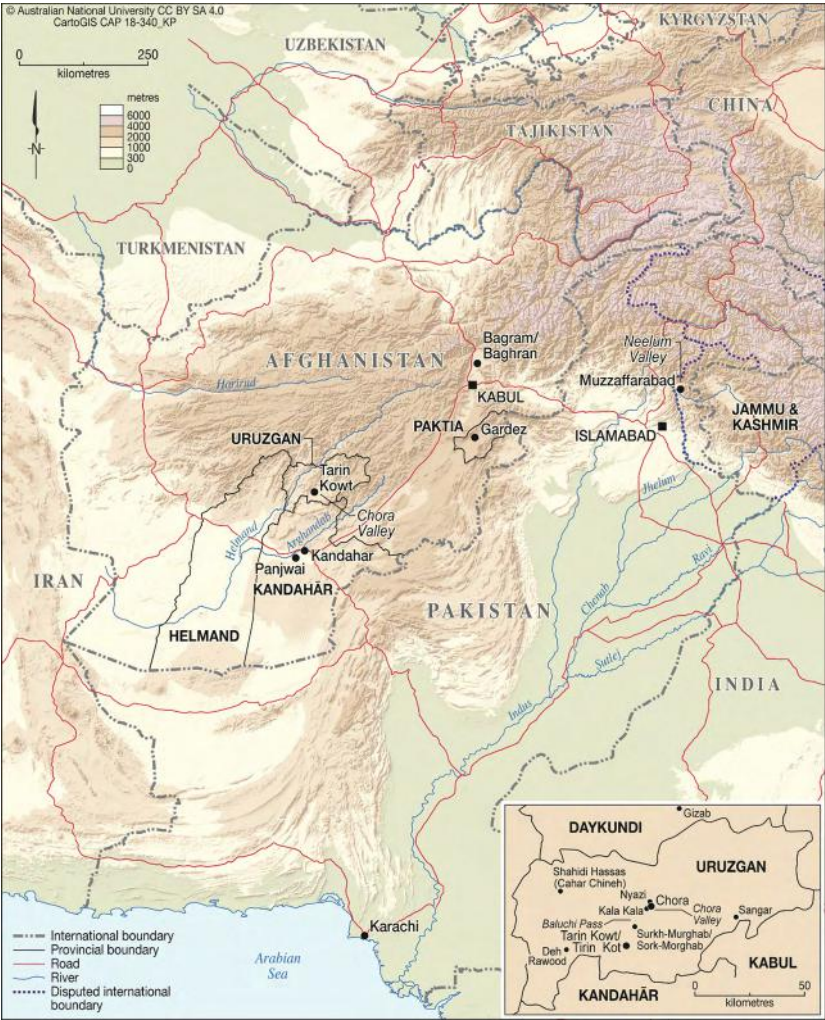 © Australian National University CC BY SA 4.0
CartoGIS CAP 18-340_KP
0 250
kilometres
metres
6000
4000
2000
1000
300
0
N
KYRGYZSTAN
UZBEKISTAN
CHINA
TAJIKISTAN
TURKMENISTAN
Bagram/
Baghran
Neelum
Valley
AFGHANISTAN
Harirud
Muzzaffarabad
KABUL
JAMMU &
KASHMIR
PAKTIA
Gardez
ISLAMABAD
URUZGAN
Tarin
Kowt
Jhelum
Chora
Valley
Helmand
Arghandab
Kandahar
Panjwai
Ravi
IRAN
KANDAHĀR
Chenab
PAKISTAN
HELMAND
Sutlej
INDIA
Indus
Karachi
Arabian
Sea
International boundary
Provincial boundary
Road
River
Disputed international
boundary
Gizab
DAYKUNDI
URUZGAN
Shahidi Hassas
(Cahar Chineh)
Nyazi
Chora
Kala Kala
Chora
Valley
Sangar
Baluchi Pass
Surkh-Murghab/
Sork-Morghab
Tarin Kowt/
Tirin Kot
Deh
Rawood
KABUL
KANDAHĀR
0 50
kilometres